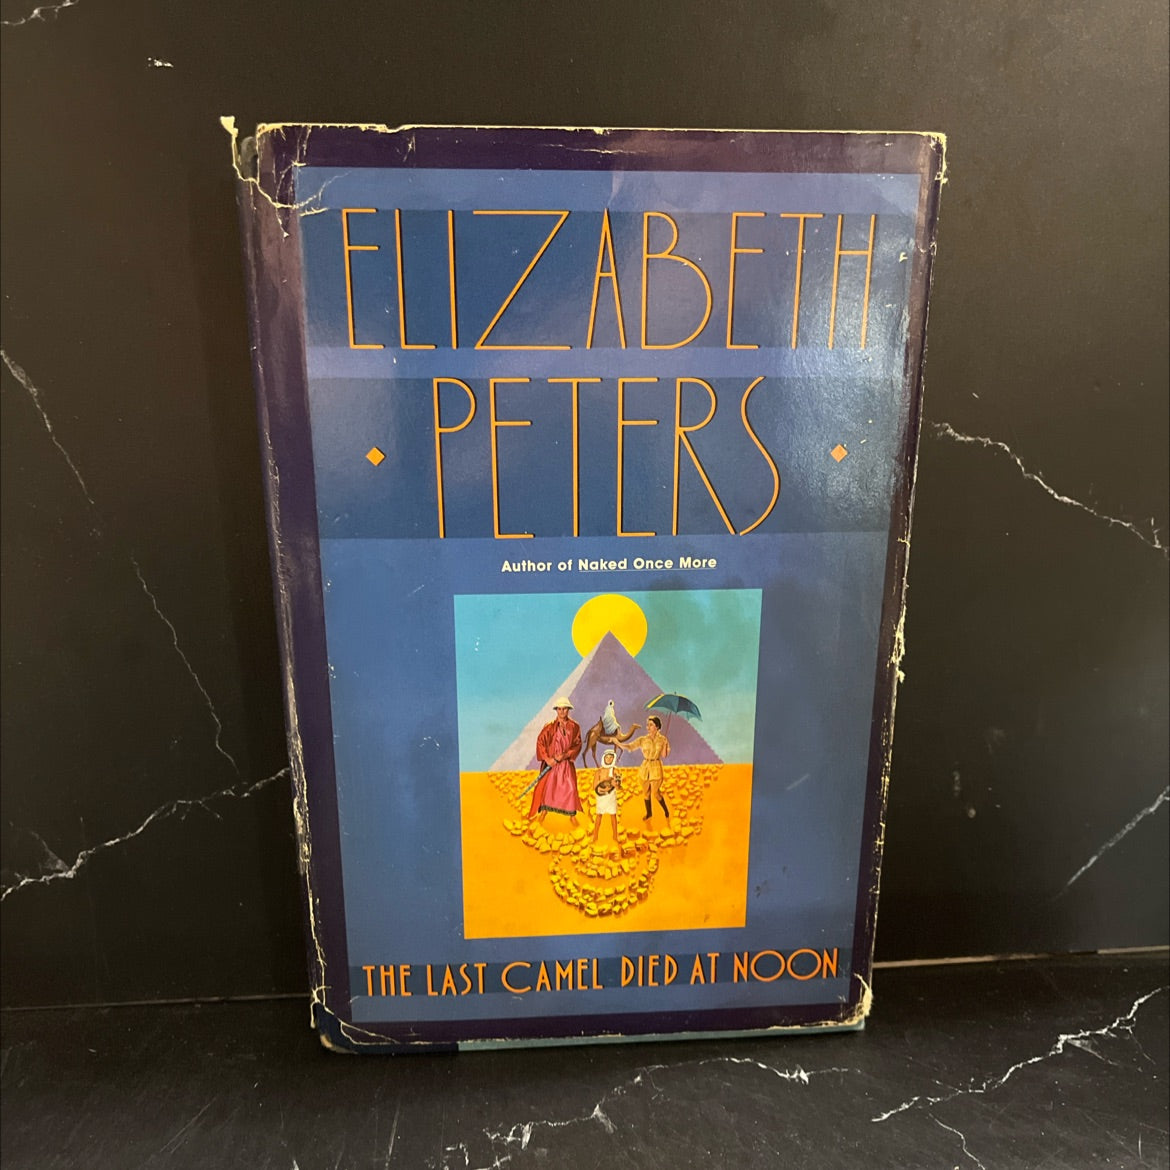 ELIZABETH
PETERS
Author of Naked Once More
THE LAST CAMEL DIED AT NOON